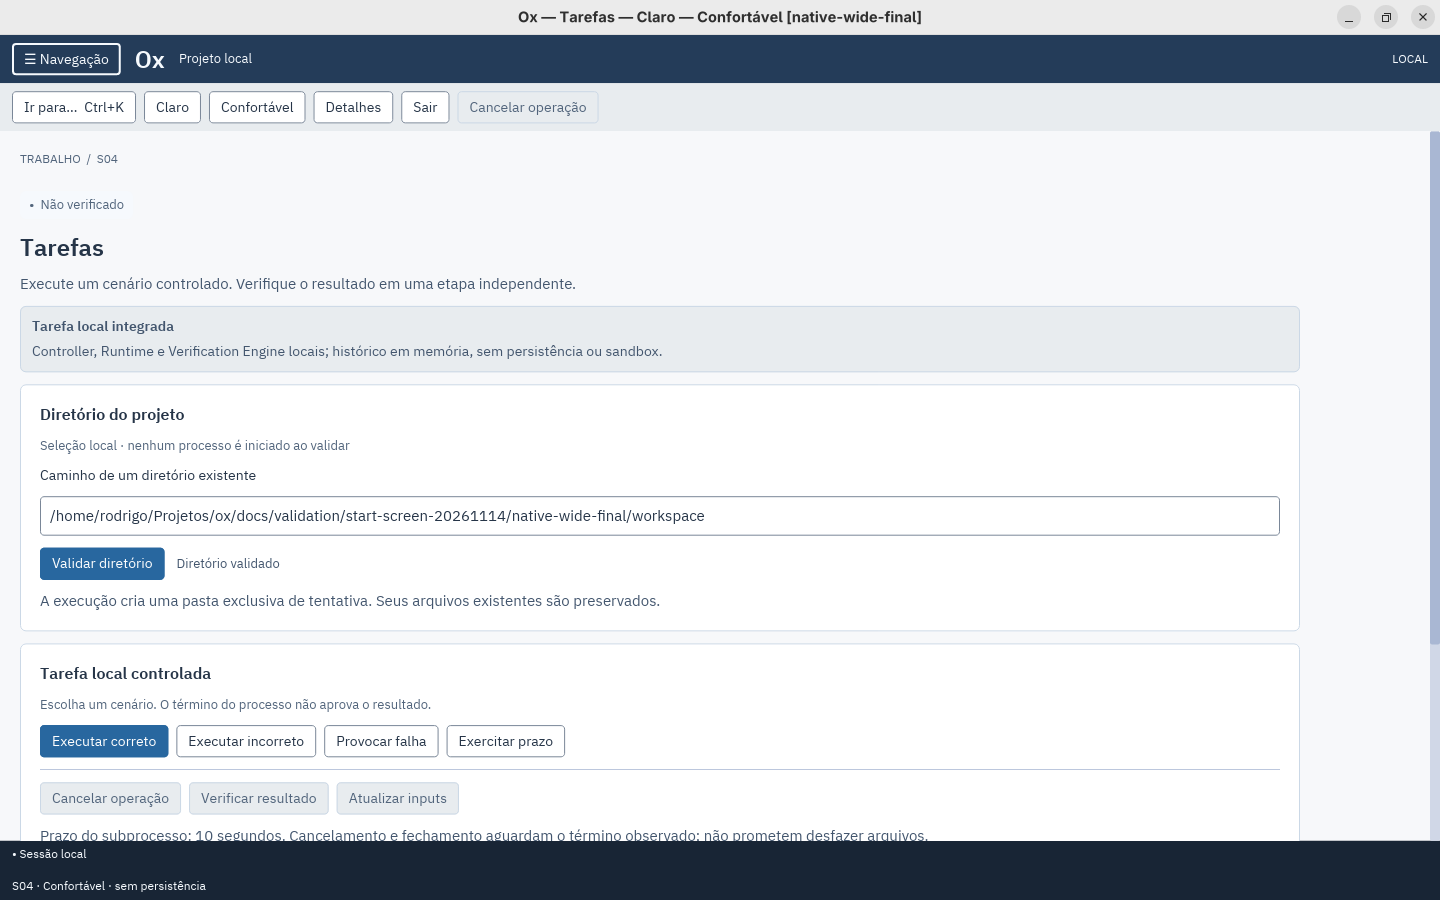 Ox — Tarefas — Claro — Confortável [native-wide-final]
☰ Navegação Ox Projeto local LOCAL
Ir para... Ctrl+K Claro Confortável Detalhes Sair Cancelar operação
TRABALHO / S04
• Não verificado
Tarefas
Execute um cenário controlado. Verifique o resultado em uma etapa independente.
Tarefa local integrada
Controller, Runtime e Verification Engine locais; histórico em memória, sem persistência ou sandbox.
Diretório do projeto
Seleção local · nenhum processo é iniciado ao validar
Caminho de um diretório existente
/home/rodrigo/Projetos/ox/docs/validation/start-screen-20261114/native-wide-final/workspace
Validar diretório Diretório validado
A execução cria uma pasta exclusiva de tentativa. Seus arquivos existentes são preservados.
Tarefa local controlada
Escolha um cenário. O término do processo não aprova o resultado.
Executar correto Executar incorreto Provocar falha Exercitar prazo
Cancelar operação Verificar resultado Atualizar inputs
Prazo do subprocesso: 10 segundos. Cancelamento e fechamento aguardam o término observado; não prometem desfazer arquivos.
• Sessão local
S04 · Confortável · sem persistência